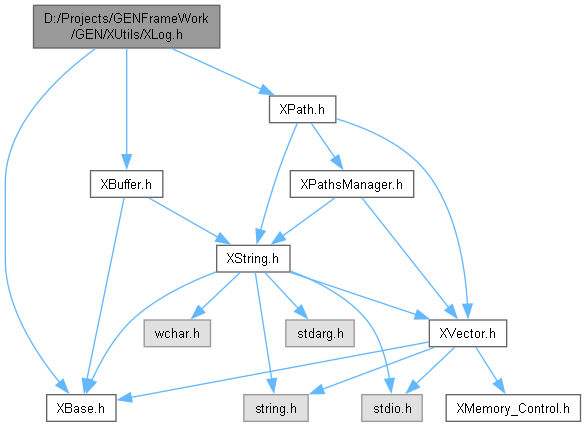 D:/Projects/GENFrameWork
/GEN/XUtils/XLog.h
XPath.h
XBuffer.h
XPathsManager.h
XString.h
wchar.h
stdarg.h
XVector.h
XBase.h
string.h
stdio.h
XMemory_Control.h